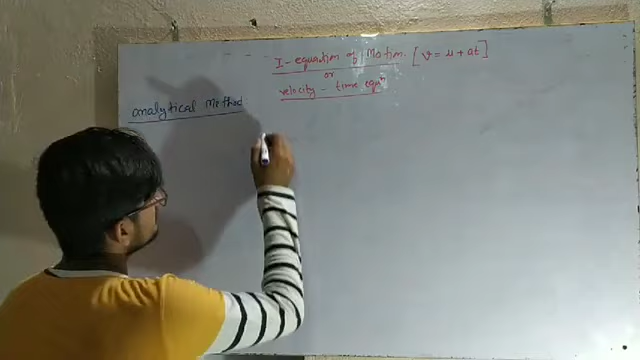 I - equation of Motion. [ v = u + at ]
or
velocity - time eqn
analytical Method